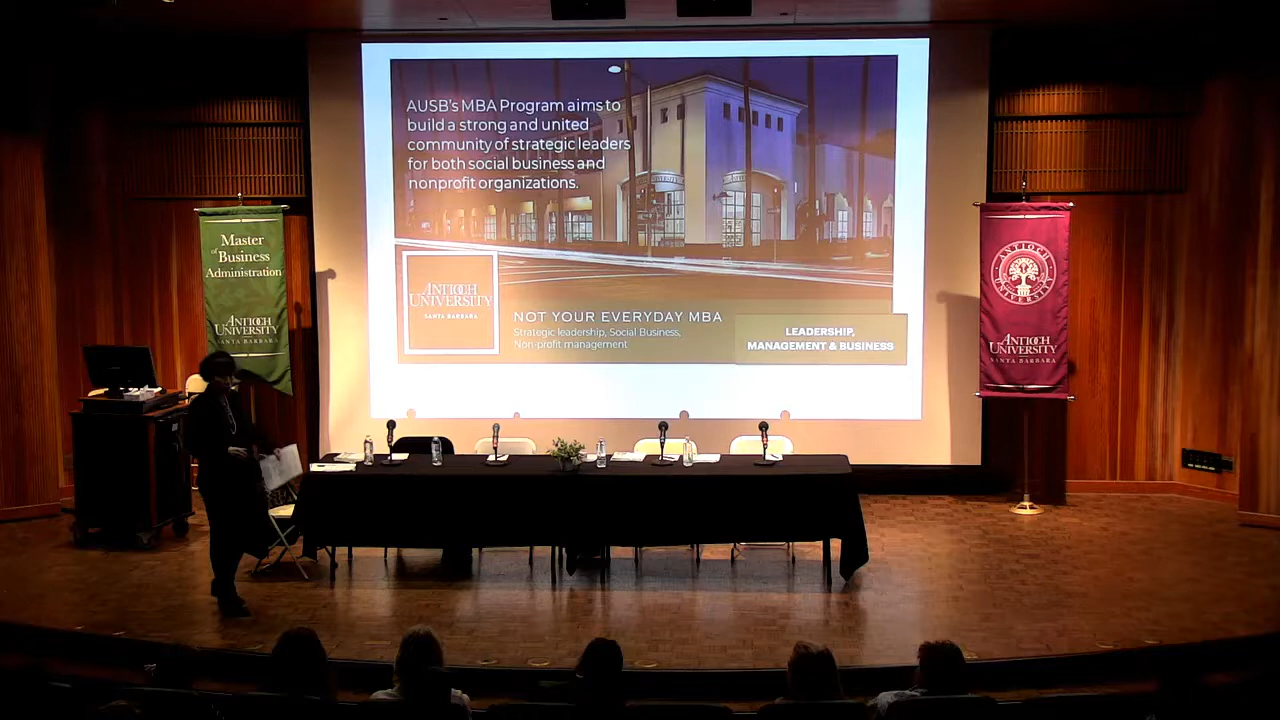 AUSB's MBA Program aims to
build a strong and united
community of strategic leaders
for both social business and
nonprofit organizations.
ANTIOCH
UNIVERSITY
SANTA BARBARA
NOT YOUR EVERYDAY MBA
Strategic leadership, Social Business,
Non-profit management
LEADERSHIP,
MANAGEMENT & BUSINESS
Master
of Business
Administration
ANTIOCH
UNIVERSITY
SANTA BARBARA
ANTIOCH
UNIVERSITY
ANTIOCH
UNIVERSITY
SANTA BARBARA